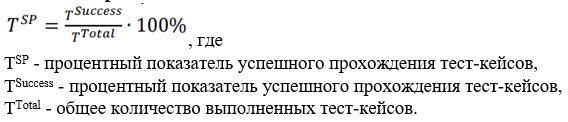 T^SP = T^Success / T^Total · 100% , где
T^SP - процентный показатель успешного прохождения тест-кейсов,
T^Success - процентный показатель успешного прохождения тест-кейсов,
T^Total - общее количество выполненных тест-кейсов.